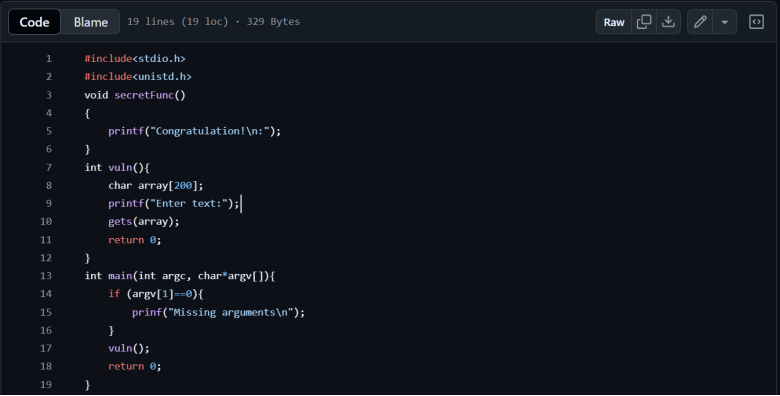 Code Blame 19 lines (19 loc) · 329 Bytes Raw
1 #include<stdio.h>
2 #include<unistd.h>
3 void secretFunc()
4 {
5 printf("Congratulation!\n:");
6 }
7 int vuln(){
8 char array[200];
9 printf("Enter text:");
10 gets(array);
11 return 0;
12 }
13 int main(int argc, char*argv[]){
14 if (argv[1]==0){
15 prinf("Missing arguments\n");
16 }
17 vuln();
18 return 0;
19 }